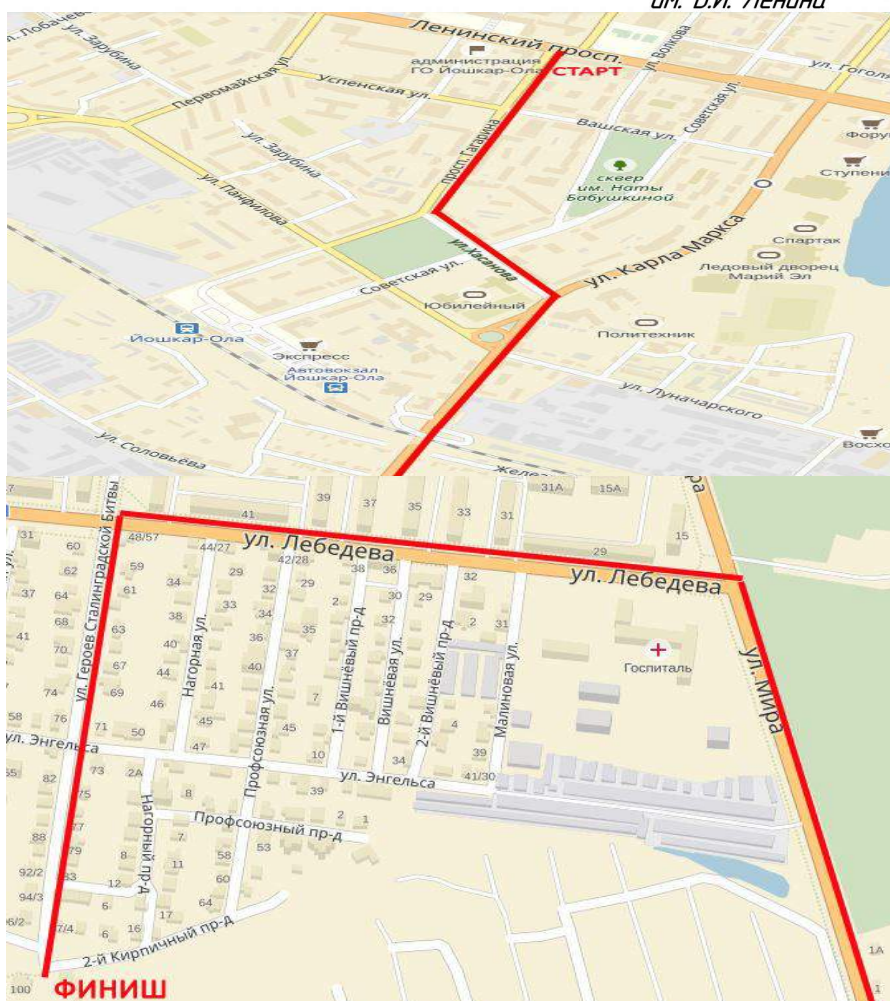 им. В.И. Ленина
Ленинский просп.
ул. Лобачев
ул. Зарубина
администрация
ГО Йошкар-Ола
СТАРТ
ул. Волкова
ул. Гоголя
Первомайская ул.
Успенская ул.
Советская ул.
Вашская ул.
Форум
ул. Зарубина
просп. Гагарина
сквер
им. Наты
Бабушкиной
Ступени
ул. Панфилова
ул. Хасанова
ул. Карла Маркса
Спартак
Советская ул.
Ледовый дворец
Марий Эл
Юбилейный
Йошкар-Ола
Политехник
Экспресс
Автовокзал
Йошкар-Ола
ул. Луначарского
ул. Соловьёва
Восхо
Желез
39
37
35
33
31
31А
15А
41
15
29
ул. Лебедева
ул. Лебедева
ул. Героев Сталинградской Битвы
31
60
48/57
44/27
42/28
38
36
32
62
59
34
29
32
29
2
30
29
37
64
61
33
34
32
2
31
41
68
63
38
34
36
35
70
67
40
40
37
44
74
69
41
7
46
58
76
71
50
45
45
4
47
10
34
39
41/30
Нагорная ул.
Профсоюзная ул.
1-й Вишнёвый пр-д
Вишнёвая ул.
2-й Вишнёвый пр-д
Малиновая ул.
Госпиталь
ул. Мира
ул. Энгельса
ул. Энгельса
82
73
2А
75
8
39
2
1
Нагорный пр-д
Профсоюзный пр-д
88
77
7
79
8
11
58
53
92/2
83
12
60
94/3
6
64
17
6
16
2-й Кирпичный пр-д
100
1А
1
ФИНИШ